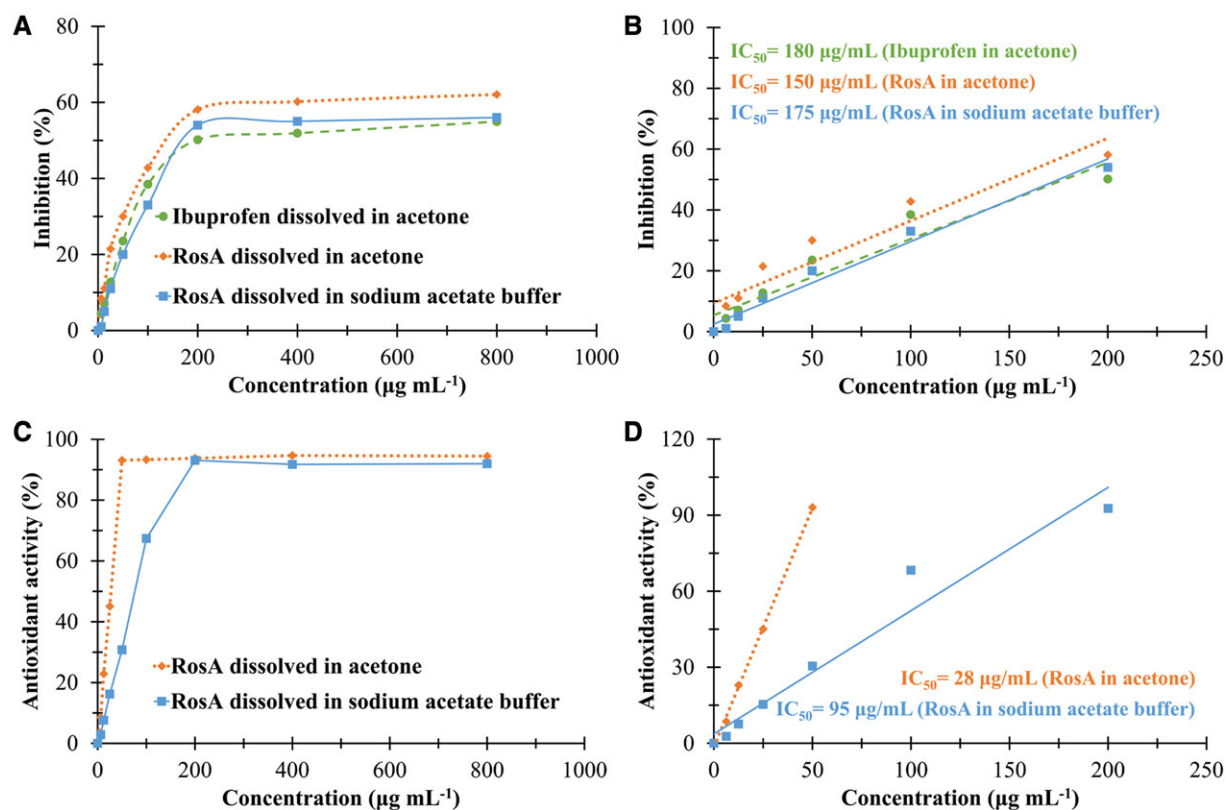 A
80
60
40
20
0
Inhibition (%)
Ibuprofen dissolved in acetone
RosA dissolved in acetone
RosA dissolved in sodium acetate buffer
0 200 400 600 800 1000
Concentration (µg mL⁻¹)
B
100
80
60
40
20
0
Inhibition (%)
IC₅₀= 180 µg/mL (Ibuprofen in acetone)
IC₅₀= 150 µg/mL (RosA in acetone)
IC₅₀= 175 µg/mL (RosA in sodium acetate buffer)
0 50 100 150 200 250
Concentration (µg mL⁻¹)
C
100
80
60
40
20
0
Antioxidant activity (%)
RosA dissolved in acetone
RosA dissolved in sodium acetate buffer
0 200 400 600 800 1000
Concentration (µg mL⁻¹)
D
120
90
60
30
0
Antioxidant activity (%)
IC₅₀= 28 µg/mL (RosA in acetone)
IC₅₀= 95 µg/mL (RosA in sodium acetate buffer)
0 50 100 150 200 250
Concentration (µg mL⁻¹)